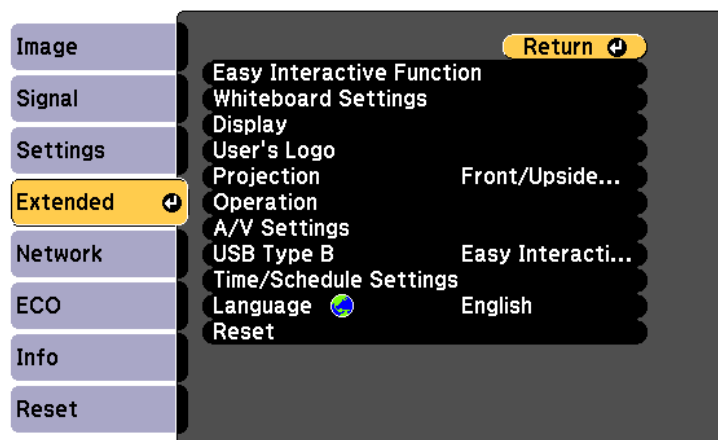 Image
Signal
Settings
Extended
Network
ECO
Info
Reset
Return
Easy Interactive Function
Whiteboard Settings
Display
User's Logo
Projection Front/Upside...
Operation
A/V Settings
USB Type B Easy Interacti...
Time/Schedule Settings
Language English
Reset